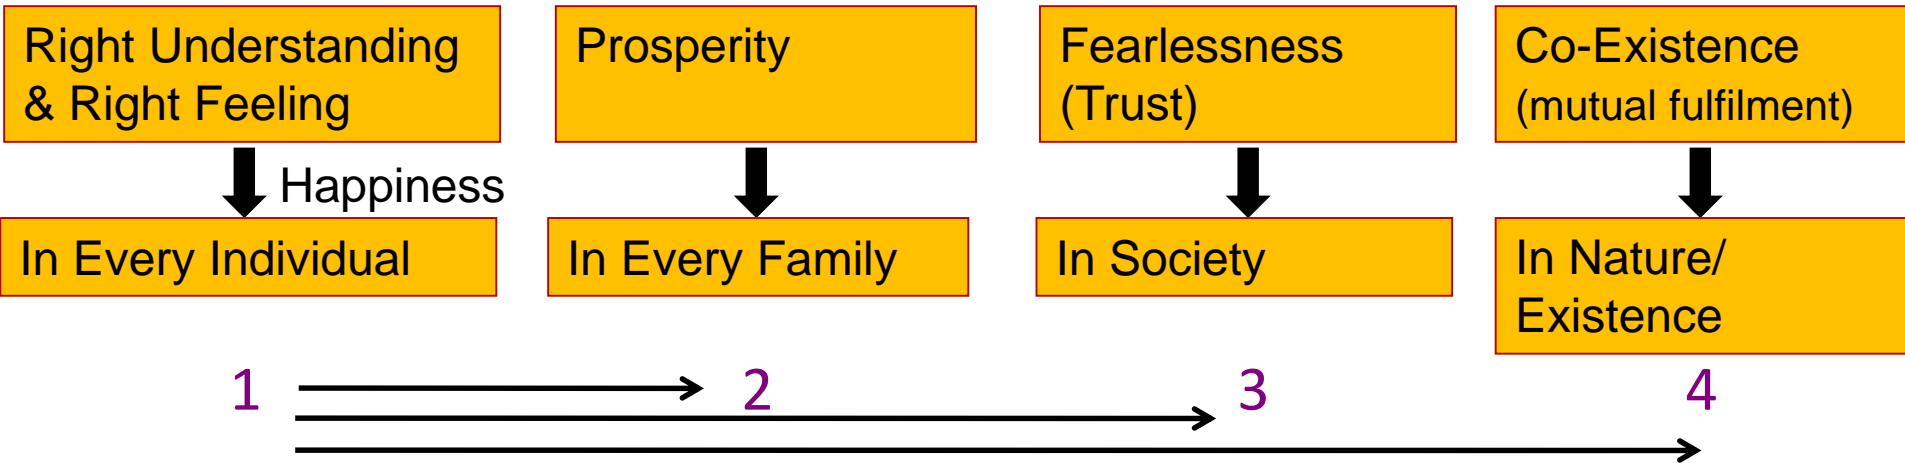 Right Understanding
& Right Feeling
Prosperity
Fearlessness
(Trust)
Co-Existence
(mutual fulfilment)
Happiness
In Every Individual
In Every Family
In Society
In Nature/
Existence
1
2
3
4